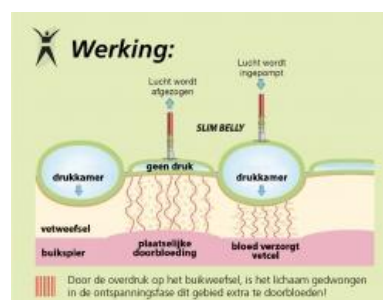 Werking:
Lucht wordt
afgezogen
Lucht wordt
ingepompt
SLIM BELLY
drukkamer
geen druk
drukkamer
vetweefsel
buikspier
plaatselijke
doorbloeding
bloed verzorgt
vetcel
Door de overdruk op het buikweefsel, is het lichaam gedwongen
in de ontspanningsfase dit gebied extra te doorbloeden!